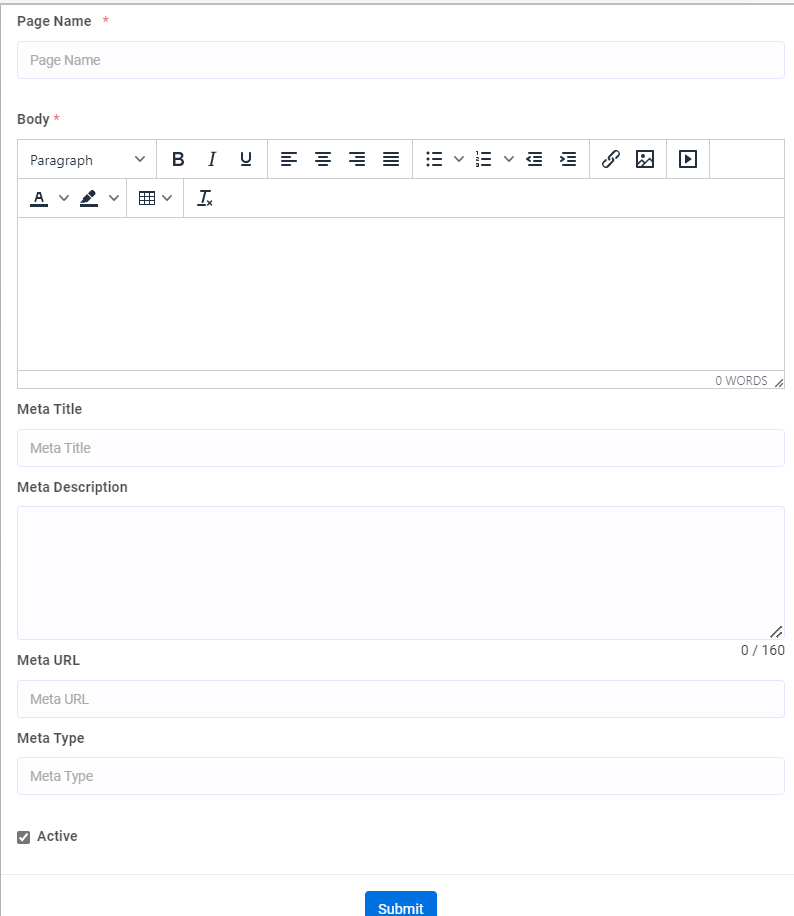 Page Name *
Page Name
Body *
Paragraph B I U
A
0 WORDS
Meta Title
Meta Title
Meta Description
0 / 160
Meta URL
Meta URL
Meta Type
Meta Type
Active
Submit